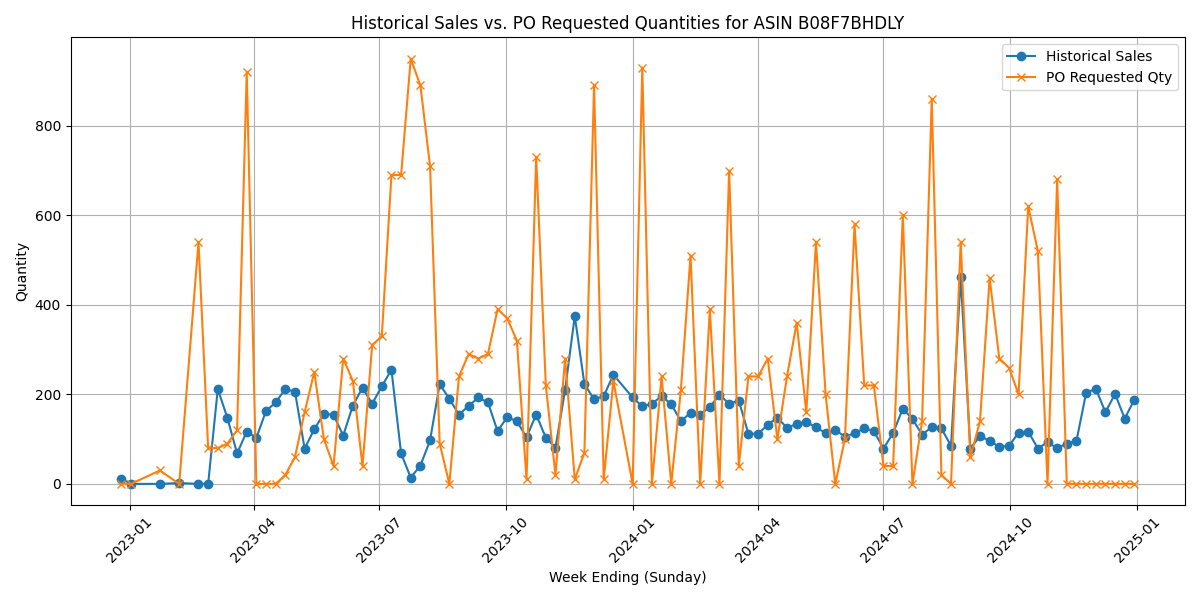 Historical Sales vs. PO Requested Quantities for ASIN B08F7BHDLY
Historical Sales
PO Requested Qty
Quantity
800
600
400
200
0
2023-01
2023-04
2023-07
2023-10
2024-01
2024-04
2024-07
2024-10
2025-01
Week Ending (Sunday)